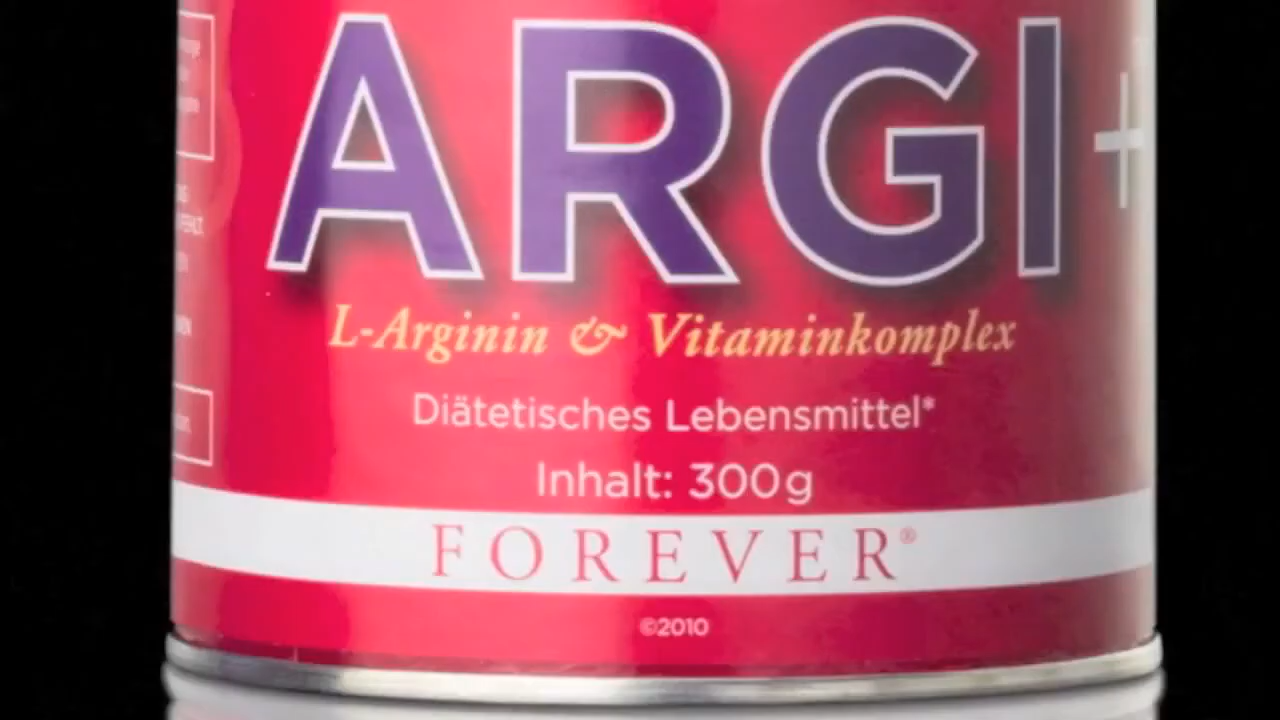 ARGI+
L-Arginin & Vitaminkomplex
Diätetisches Lebensmittel*
Inhalt: 300g
FOREVER®
©2010